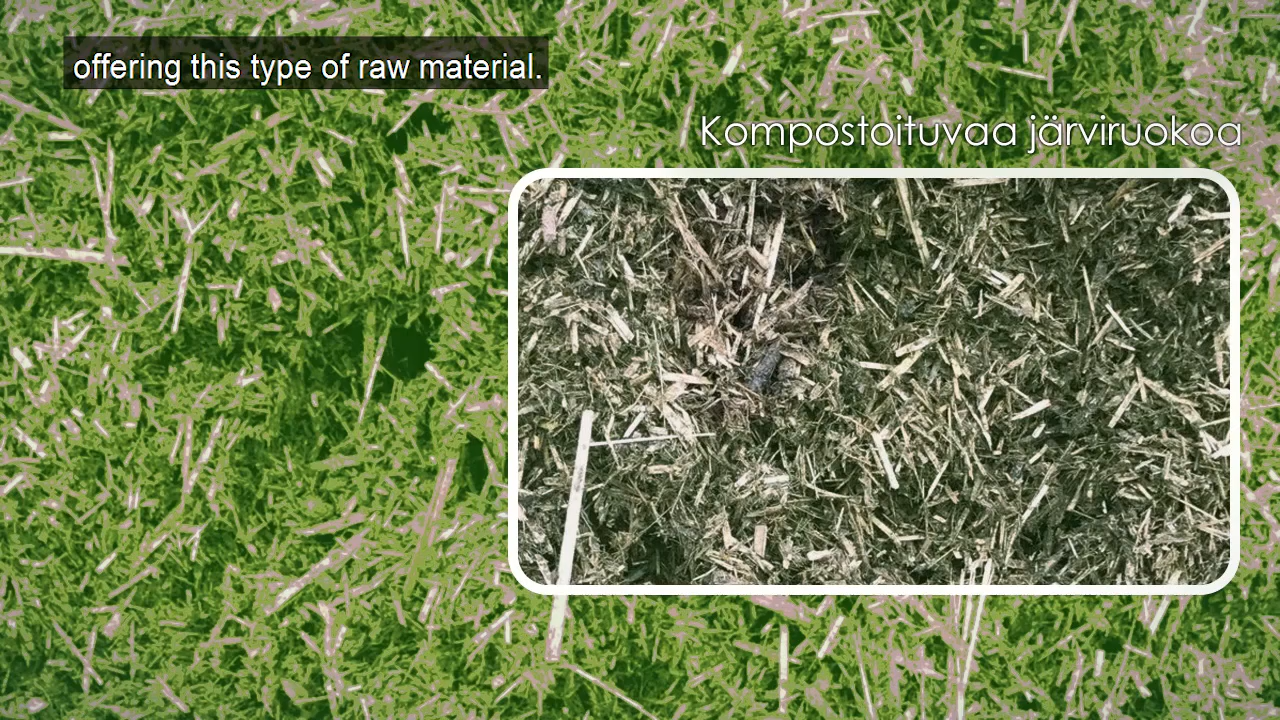 offering this type of raw material.
Kompostoituvaa järviruokoa